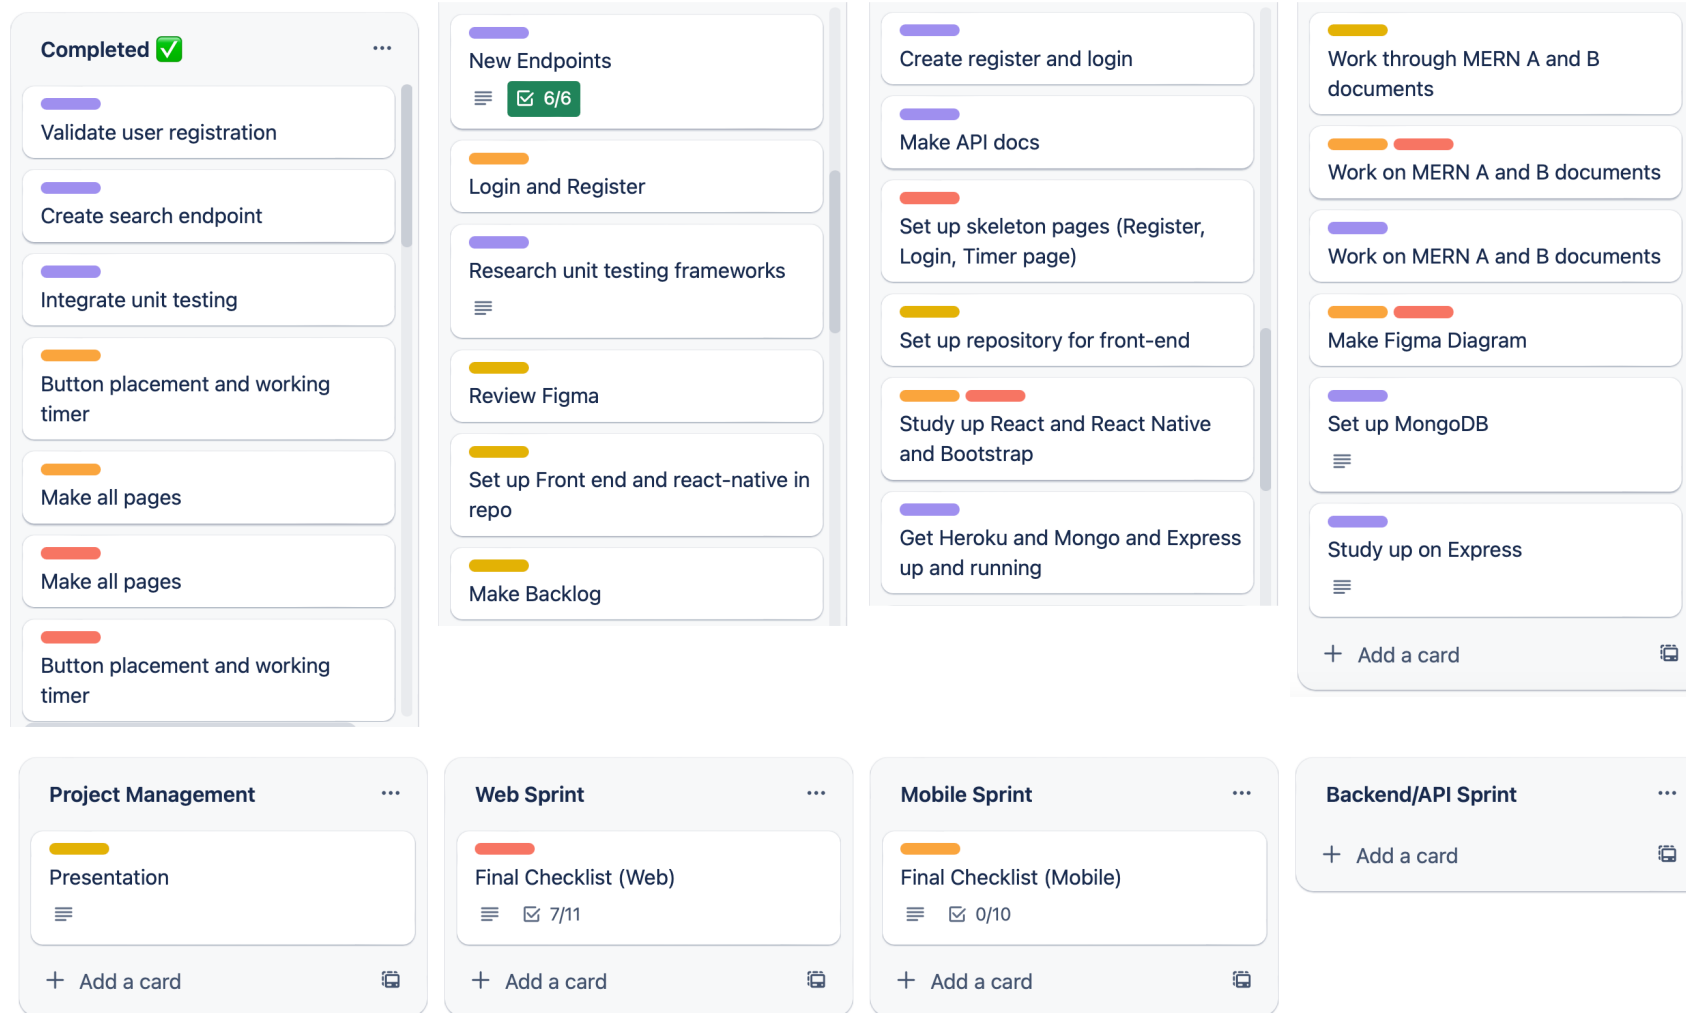 Completed ✅
Validate user registration
Create search endpoint
Integrate unit testing
Button placement and working
timer
Make all pages
Make all pages
Button placement and working
timer
New Endpoints
6/6
Login and Register
Research unit testing frameworks
Review Figma
Set up Front end and react-native in
repo
Make Backlog
Create register and login
Make API docs
Set up skeleton pages (Register,
Login, Timer page)
Set up repository for front-end
Study up React and React Native
and Bootstrap
Get Heroku and Mongo and Express
up and running
Work through MERN A and B
documents
Work on MERN A and B documents
Work on MERN A and B documents
Make Figma Diagram
Set up MongoDB
Study up on Express
+ Add a card
Project Management
Presentation
+ Add a card
Web Sprint
Final Checklist (Web)
7/11
+ Add a card
Mobile Sprint
Final Checklist (Mobile)
0/10
+ Add a card
Backend/API Sprint
+ Add a card